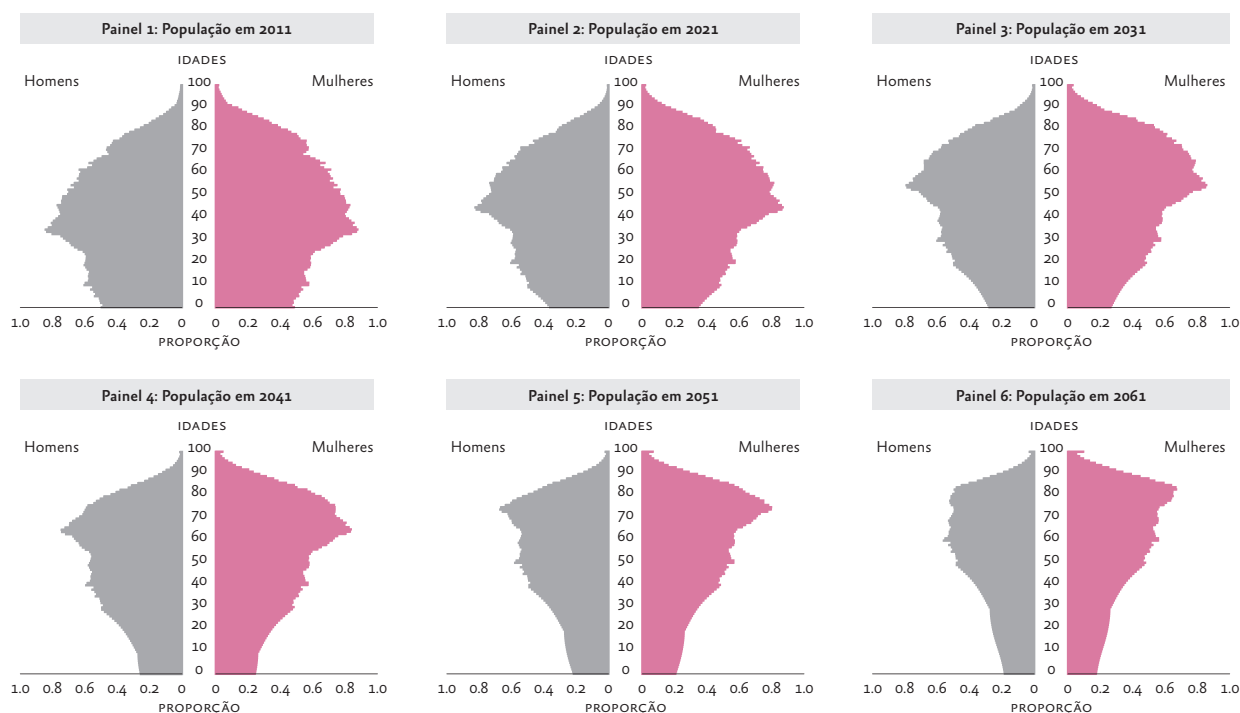 Painel 1: População em 2011
IDADES
Homens
Mulheres
100
90
80
70
60
50
40
30
20
10
0
1.0 0.8 0.6 0.4 0.2 0 0 0.2 0.4 0.6 0.8 1.0
PROPORÇÃO
Painel 2: População em 2021
IDADES
Homens
Mulheres
100
90
80
70
60
50
40
30
20
10
0
1.0 0.8 0.6 0.4 0.2 0 0 0.2 0.4 0.6 0.8 1.0
PROPORÇÃO
Painel 3: População em 2031
IDADES
Homens
Mulheres
100
90
80
70
60
50
40
30
20
10
0
1.0 0.8 0.6 0.4 0.2 0 0 0.2 0.4 0.6 0.8 1.0
PROPORÇÃO
Painel 4: População em 2041
IDADES
Homens
Mulheres
100
90
80
70
60
50
40
30
20
10
0
1.0 0.8 0.6 0.4 0.2 0 0 0.2 0.4 0.6 0.8 1.0
PROPORÇÃO
Painel 5: População em 2051
IDADES
Homens
Mulheres
100
90
80
70
60
50
40
30
20
10
0
1.0 0.8 0.6 0.4 0.2 0 0 0.2 0.4 0.6 0.8 1.0
PROPORÇÃO
Painel 6: População em 2061
IDADES
Homens
Mulheres
100
90
80
70
60
50
40
30
20
10
0
1.0 0.8 0.6 0.4 0.2 0 0 0.2 0.4 0.6 0.8 1.0
PROPORÇÃO